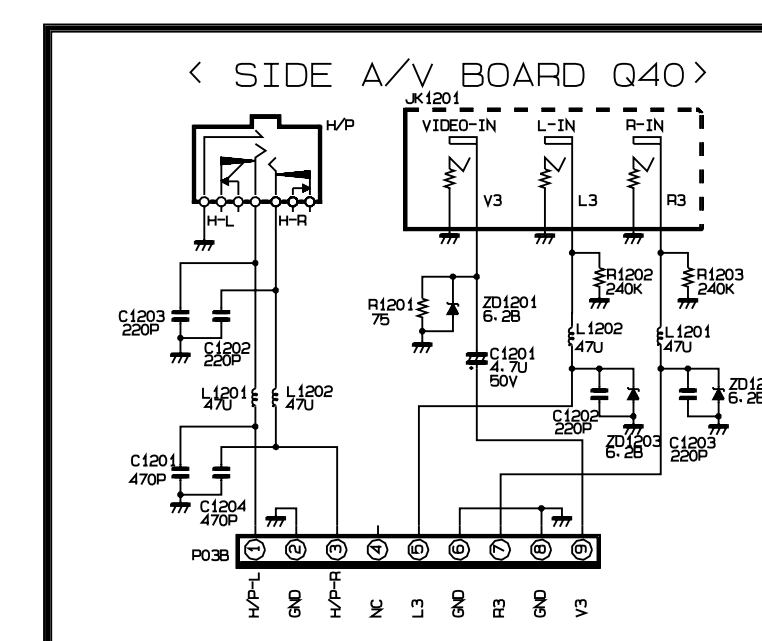 < SIDE A/V BOARD Q40 >
JK1201
H/P
VIDEO-IN L-IN R-IN
V3 L3 R3
H-L H-R
R1202
240K
R1203
240K
C1203
220P
C1202
220P
R1201
75
ZD1201
6.2B
L1202
47U
L1201
47U
C1201
4.7U
50V
L1201
47U
L1202
47U
C1202
220P
ZD1203
6.2B
C1203
220P
ZD12
6.2B
C1201
470P
C1204
470P
P03B
1 2 3 4 5 6 7 8 9
H/P-L GND H/P-R NC L3 GND R3 GND V3